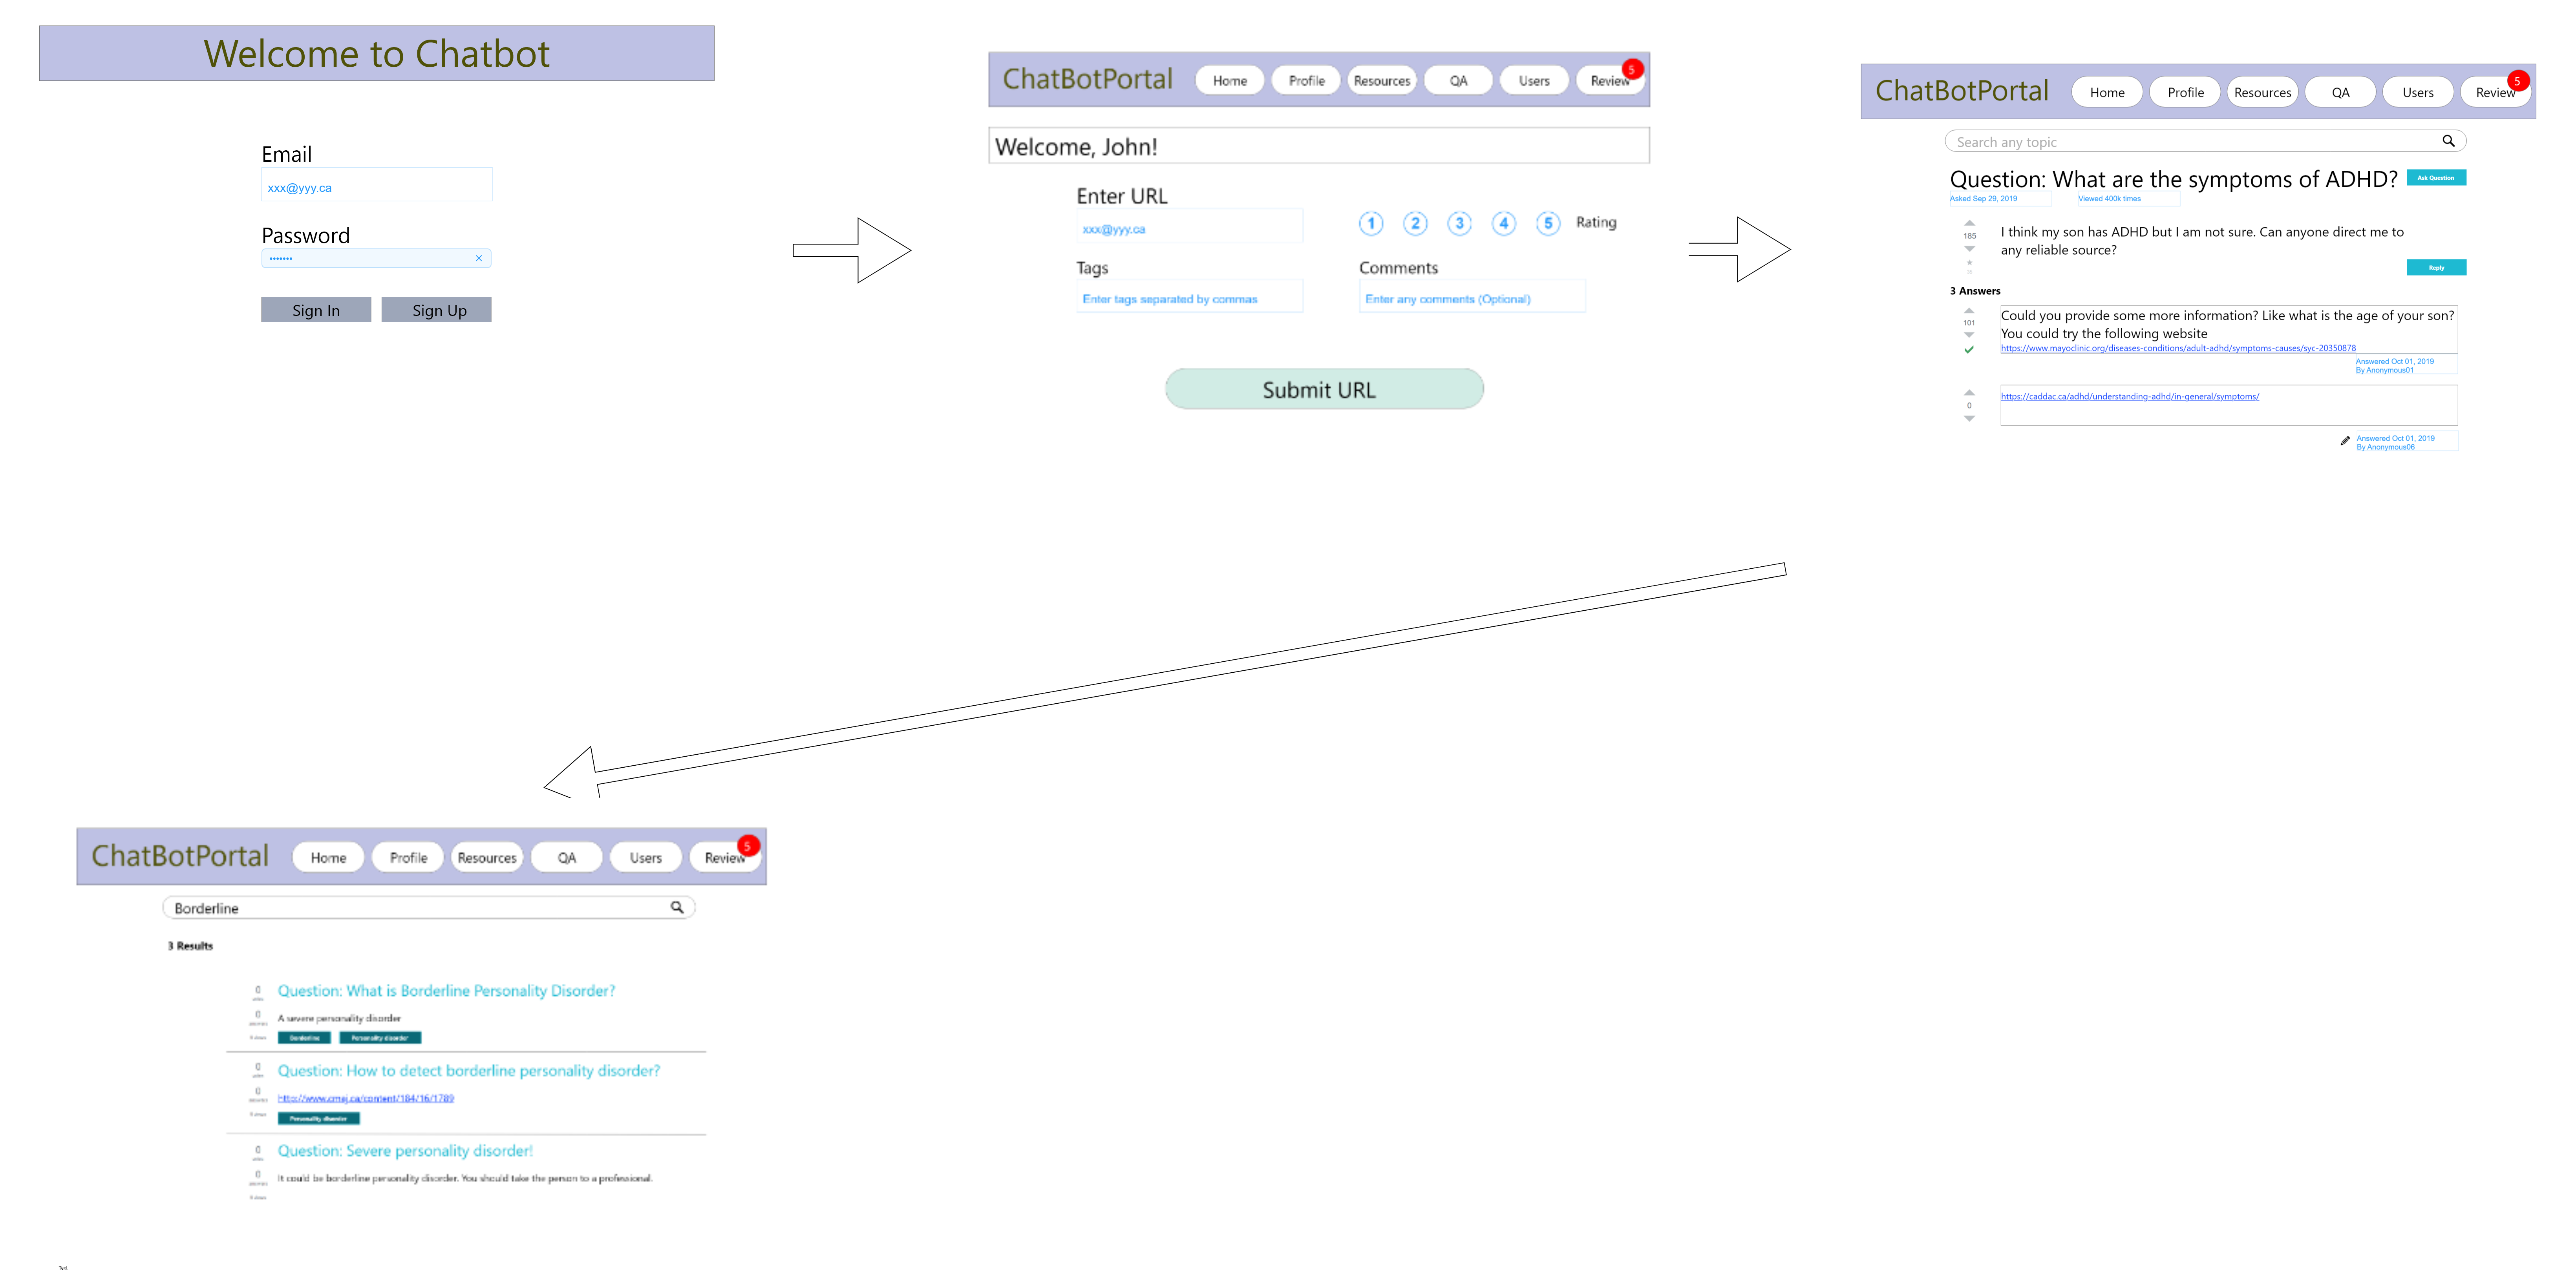 Welcome to Chatbot
Email
xxx@yyy.ca
Password
•••••••
Sign In Sign Up
ChatBotPortal Home Profile Resources QA Users Review 5
Welcome, John!
Enter URL
xxx@yyy.ca
1 2 3 4 5 Rating
Tags Comments
Enter tags separated by commas Enter any comments (Optional)
Submit URL
ChatBotPortal Home Profile Resources QA Users Review 5
Search any topic
Question: What are the symptoms of ADHD? Ask Question
Asked Sep 29, 2019 Viewed 400k times
185
I think my son has ADHD but I am not sure. Can anyone direct me to
any reliable source?
Reply
3 Answers
101
Could you provide some more information? Like what is the age of your son?
You could try the following website
https://www.mayoclinic.org/diseases-conditions/adult-adhd/symptoms-causes/syc-20350878
Answered Oct 01, 2019
By Anonymous01
https://caddac.ca/adhd/understanding-adhd/in-general/symptoms/
0
Answered Oct 01, 2019
By Anonymous06
ChatBotPortal Home Profile Resources QA Users Review 5
Borderline
3 Results
0 Question: What is Borderline Personality Disorder?
0 A severe personality disorder
Borderline Personality disorder
0 Question: How to detect borderline personality disorder?
0 http://www.cmaj.ca/content/184/16/1789
Personality disorder
0 Question: Severe personality disorder!
0 It could be borderline personality disorder. You should take the person to a professional.
Text